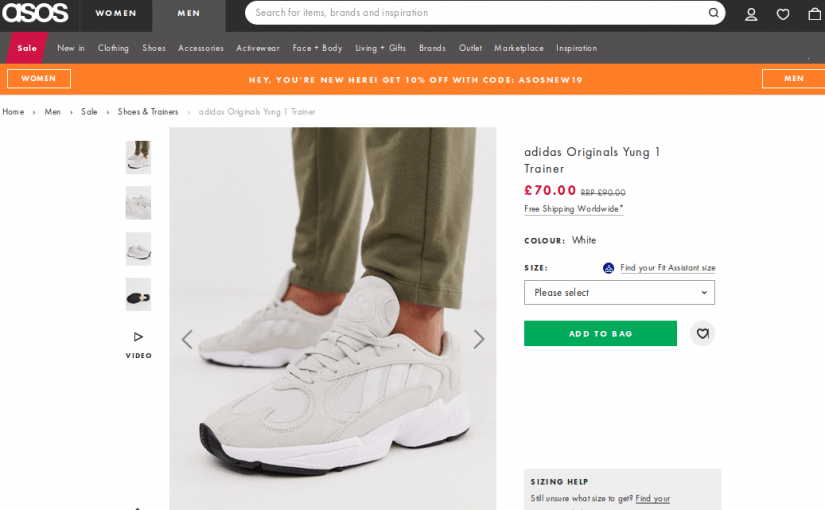 asos
WOMEN
MEN
Search for items, brands and inspiration
Sale
New in
Clothing
Shoes
Accessories
Activewear
Face + Body
Living + Gifts
Brands
Outlet
Marketplace
Inspiration
WOMEN
HEY, YOU'RE NEW HERE! GET 10% OFF WITH CODE: ASOSNEW19
MEN
Home › Men › Sale › Shoes & Trainers › adidas Originals Yung 1 Trainer
adidas Originals Yung 1
Trainer
£70.00 RRP £90.00
Free Shipping Worldwide*
COLOUR: White
SIZE:
Find your Fit Assistant size
Please select
ADD TO BAG
VIDEO
SIZING HELP
Still unsure what size to get? Find your